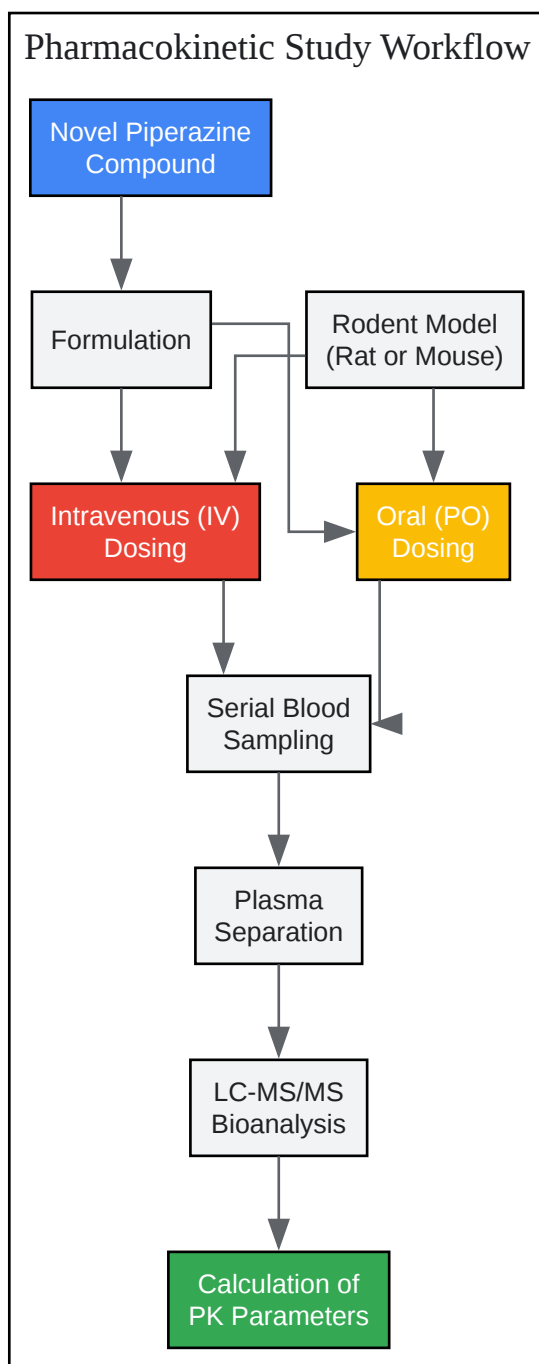 Pharmacokinetic Study Workflow
Novel Piperazine
Compound
Formulation
Rodent Model
(Rat or Mouse)
Intravenous (IV)
Dosing
Oral (PO)
Dosing
Serial Blood
Sampling
Plasma
Separation
LC-MS/MS
Bioanalysis
Calculation of
PK Parameters